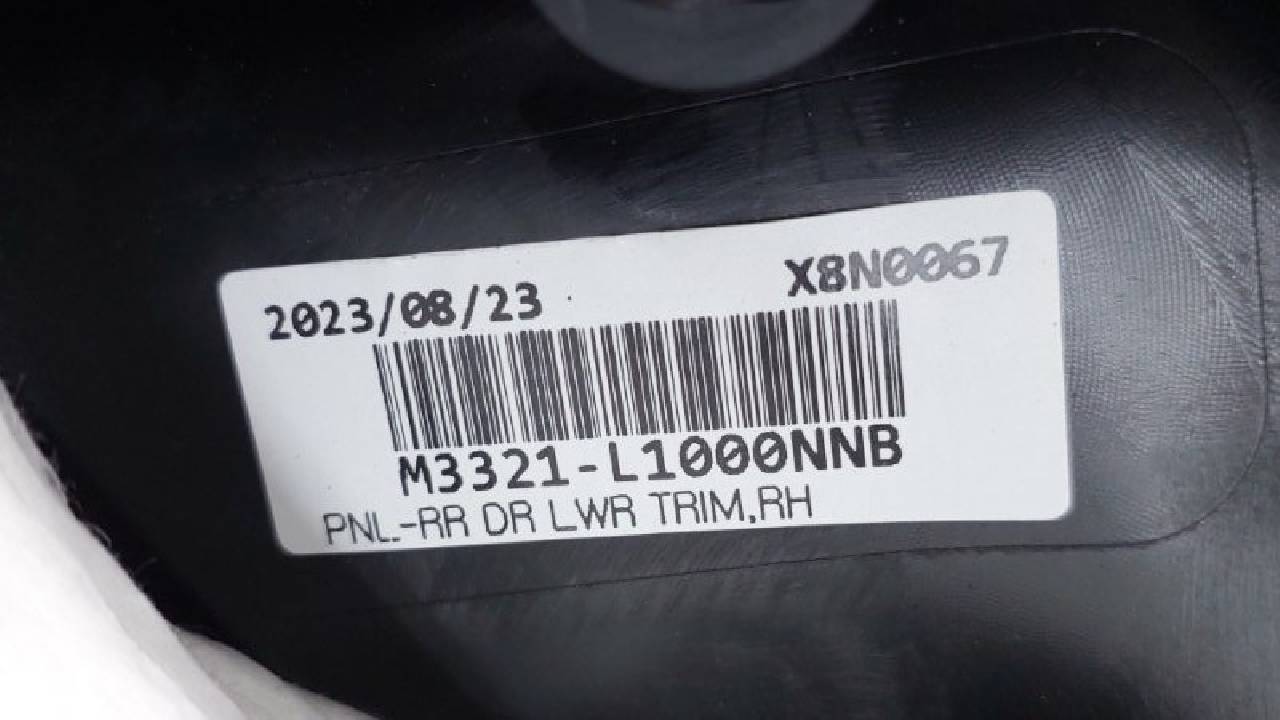 2023/08/23 X8N0067
M3321-L1000NNB
PNL-RR DR LWR TRIM,RH